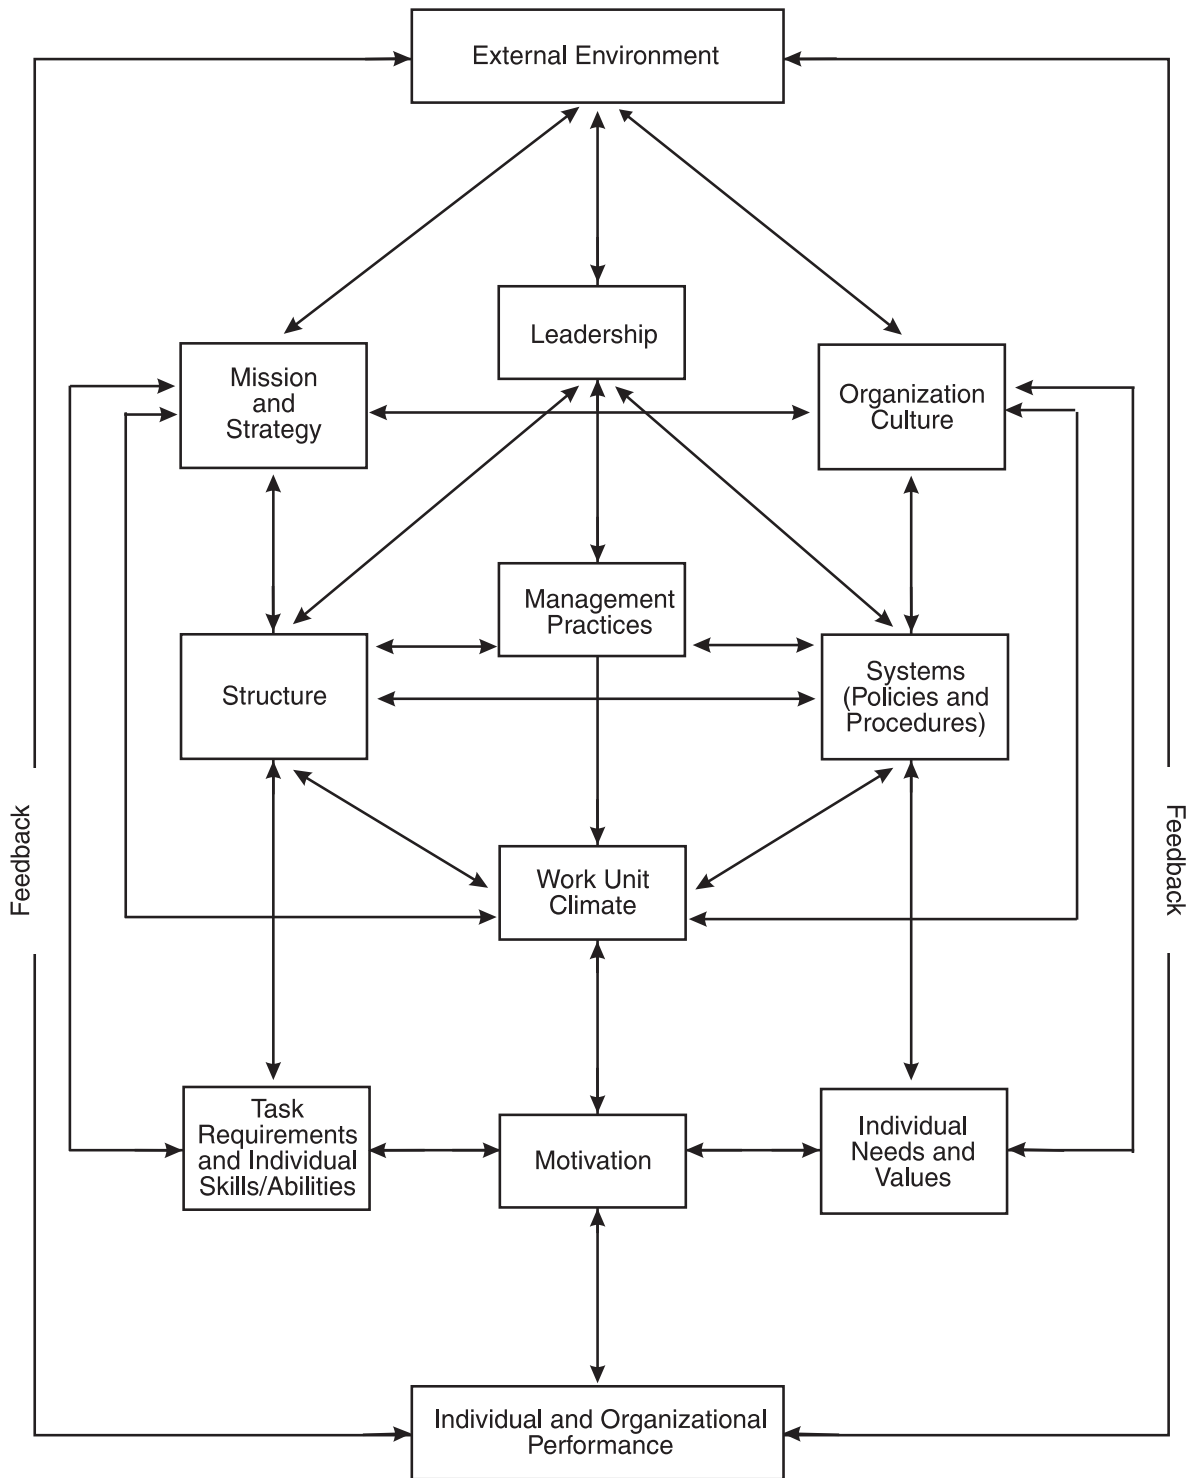 External Environment
Leadership
Mission
and
Strategy
Organization
Culture
Management
Practices
Structure
Systems
(Policies and
Procedures)
Feedback
Feedback
Work Unit
Climate
Task
Requirements
and Individual
Skills/Abilities
Motivation
Individual
Needs and
Values
Individual and Organizational
Performance